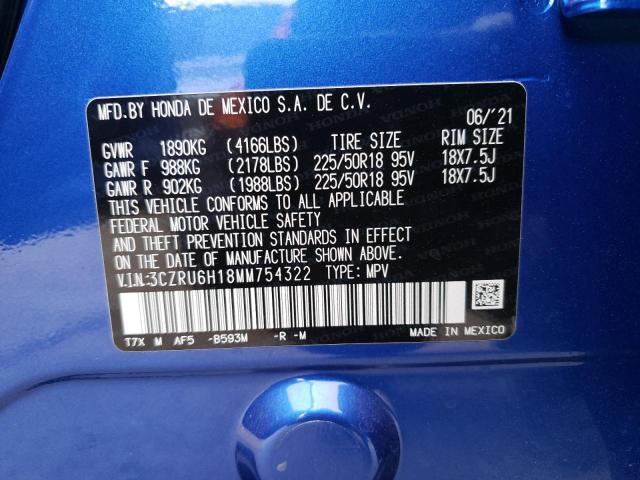 MFD.BY HONDA DE MEXICO S.A. DE C.V.
06/'21
GVWR 1890KG (4166LBS) TIRE SIZE RIM SIZE
GAWR F 988KG (2178LBS) 225/50R18 95V 18X7.5J
GAWR R 902KG (1988LBS) 225/50R18 95V 18X7.5J
THIS VEHICLE CONFORMS TO ALL APPLICABLE
FEDERAL MOTOR VEHICLE SAFETY
AND THEFT PREVENTION STANDARDS IN EFFECT
ON THE DATE OF MANUFACTURE SHOWN ABOVE.
V.I.N.:3CZRU6H18MM754322 TYPE: MPV
T7X M AF5 -B593M -R -M
MADE IN MEXICO